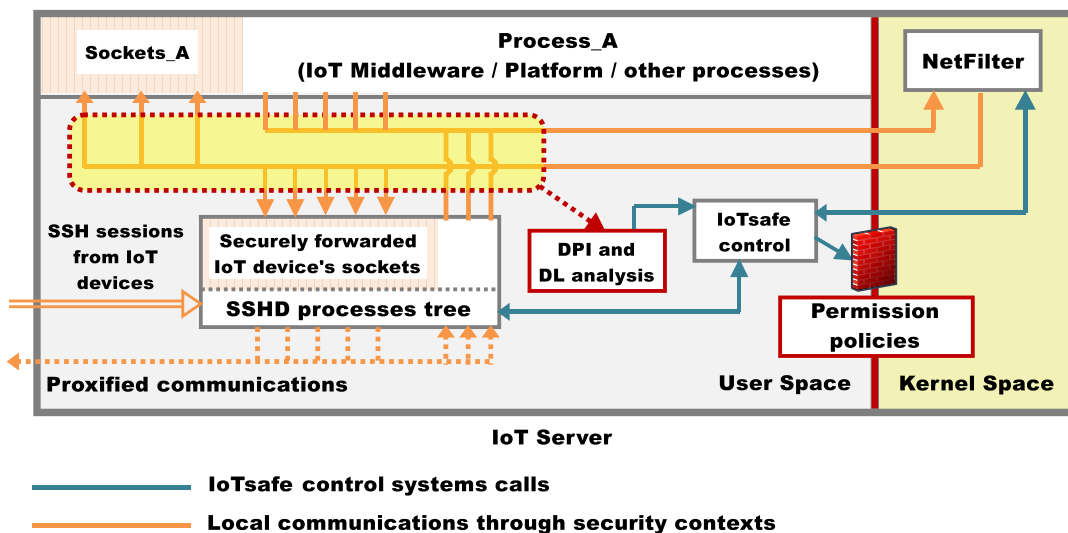 Sockets_A
Process_A
(IoT Middleware / Platform / other processes)
NetFilter
SSH sessions
from IoT
devices
Securely forwarded
IoT device's sockets
SSHD processes tree
DPI and
DL analysis
IoTsafe
control
Permission
policies
Proxified communications
User Space
Kernel Space
IoT Server
IoTsafe control systems calls
Local communications through security contexts